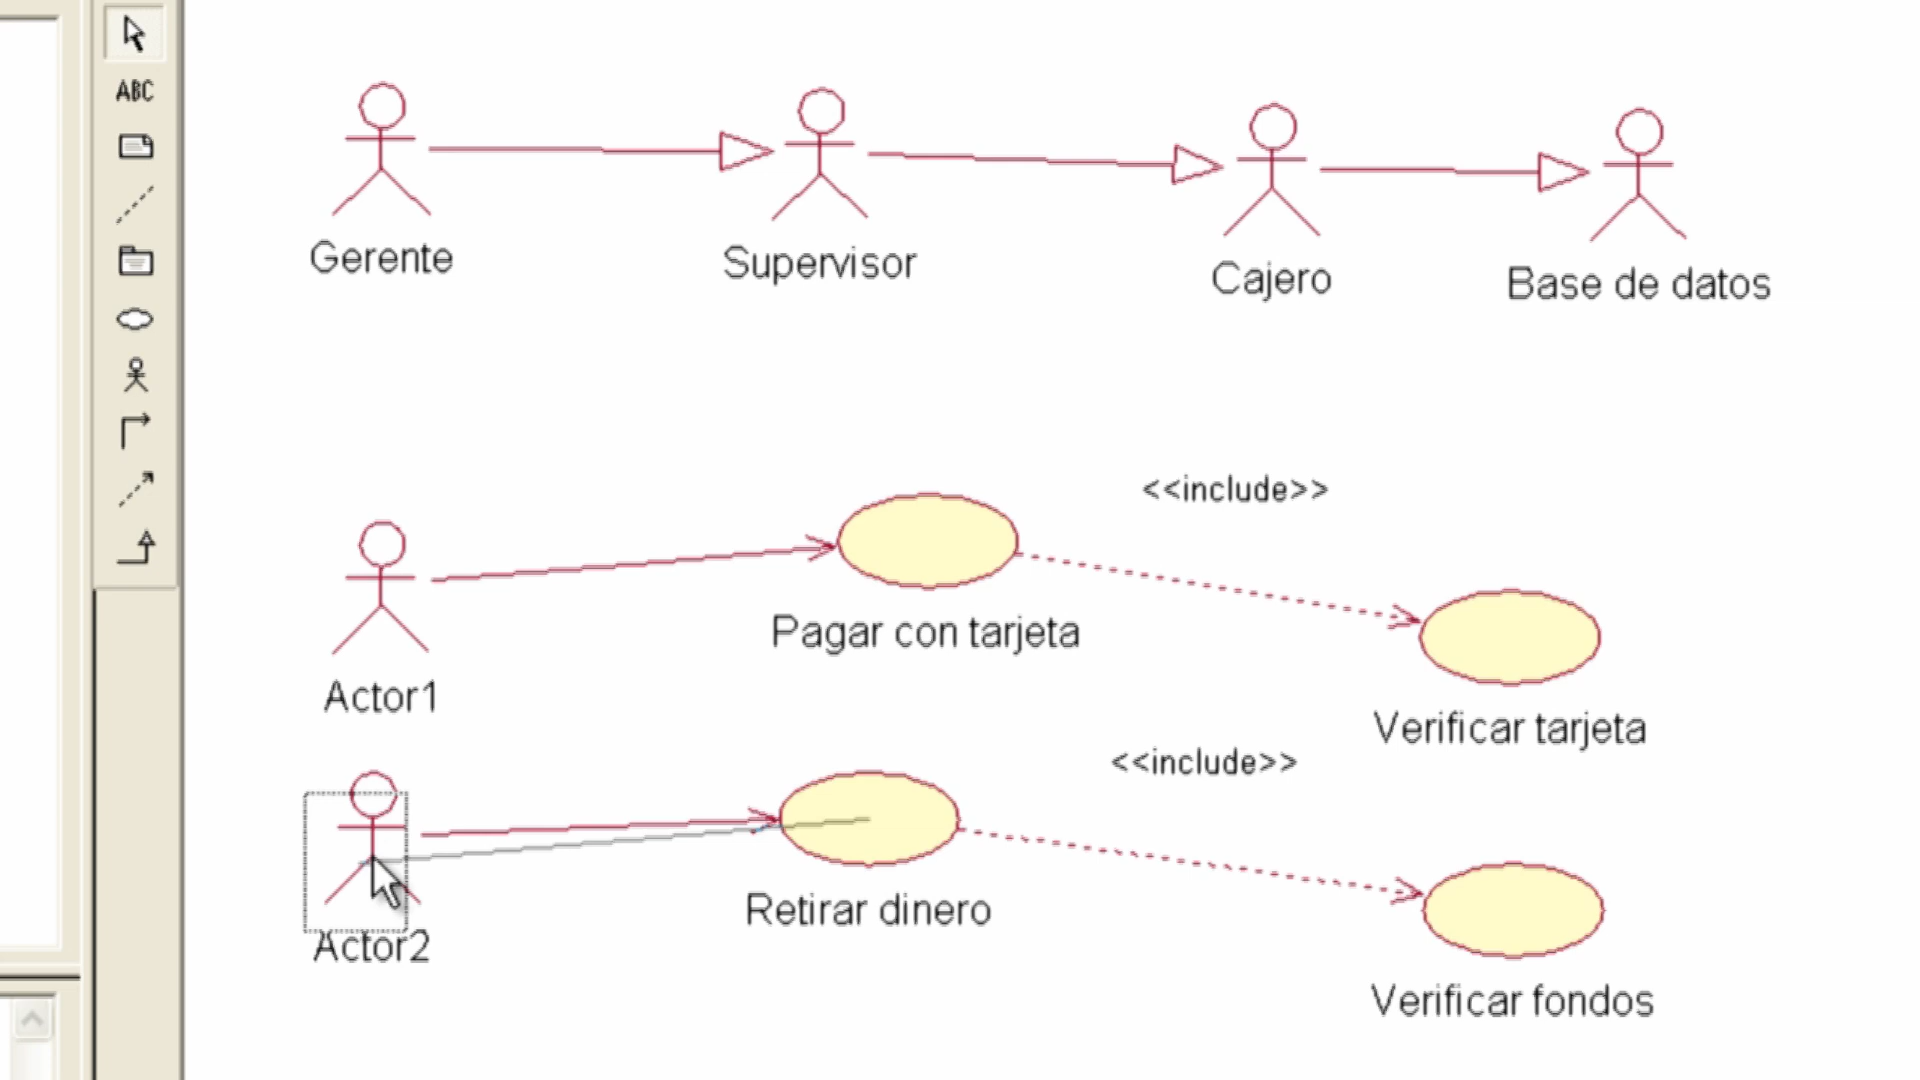 ABC
Gerente
Supervisor
Cajero
Base de datos
<<include>>
Pagar con tarjeta
Actor1
Verificar tarjeta
<<include>>
Retirar dinero
Actor2
Verificar fondos